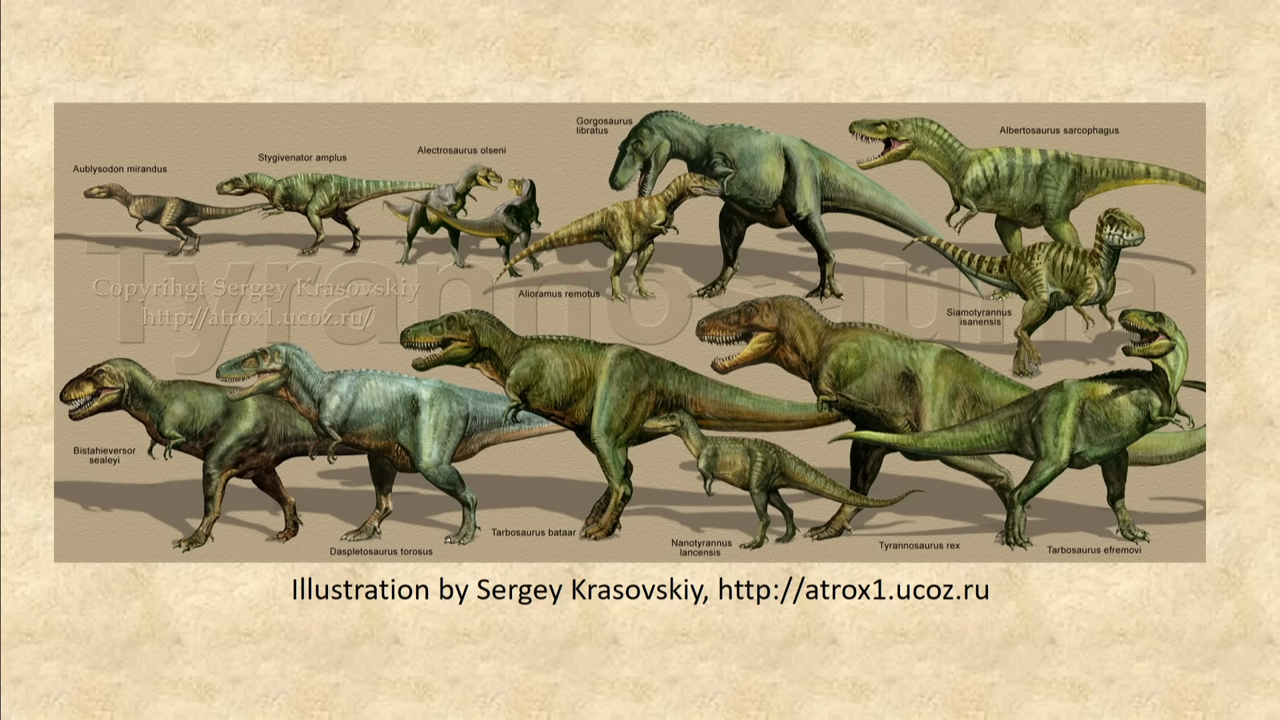 Gorgosaurus
libratus
Albertosaurus sarcophagus
Alectrosaurus olseni
Stygivenator amplus
Aublysodon mirandus
Tyrannosauria
Copyrihgt Sergey Krasovskiy
http://atrox1.ucoz.ru/
Alioramus remotus
Siamotyrannus
isanensis
Bistahieversor
sealeyi
Daspletosaurus torosus
Tarbosaurus bataar
Nanotyrannus
lancensis
Tyrannosaurus rex
Tarbosaurus efremovi
Illustration by Sergey Krasovskiy, http://atrox1.ucoz.ru